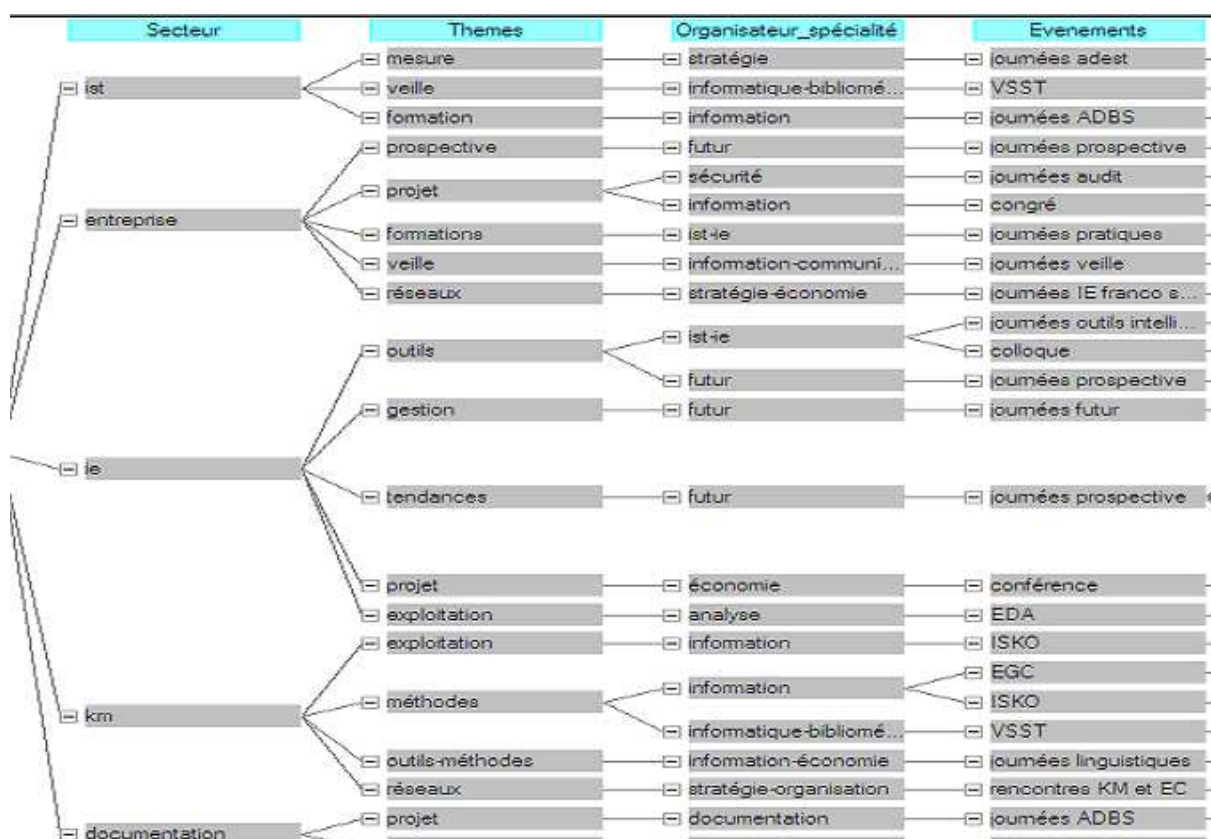 Secteur Themes Organisateur_spécialité Evenements
mesure stratégie journées adest
ist veille informatique-bibliomé... VSST
formation information journées ADBS
prospective futur journées prospective
sécurité journées audit
projet
information congré
entreprise
formations ist-ie journées pratiques
veille information-communi... journées veille
réseaux stratégie-économie journées IE franco s...
journées outils intelli...
ist-ie
outils colloque
futur journées prospective
gestion futur journées futur
ie
tendances futur journées prospective
projet économie conférence
exploitation analyse EDA
exploitation information ISKO
EGC
information
méthodes ISKO
km
informatique-bibliomé... VSST
outils-méthodes information-économie journées linguistiques
réseaux stratégie-organisation rencontres KM et EC
projet documentation journées ADBS
documentation